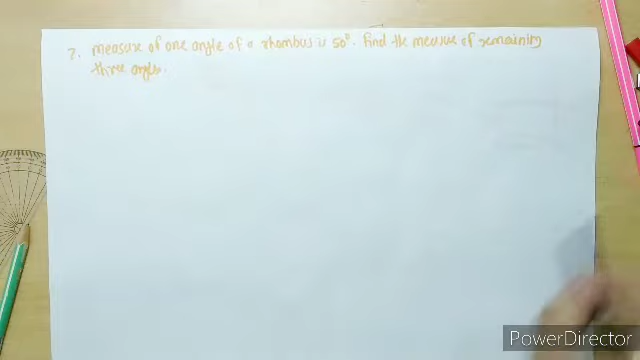 7. Measure of one angle of a rhombus is 50°. Find the measure of remaining
three angles.
PowerDirector